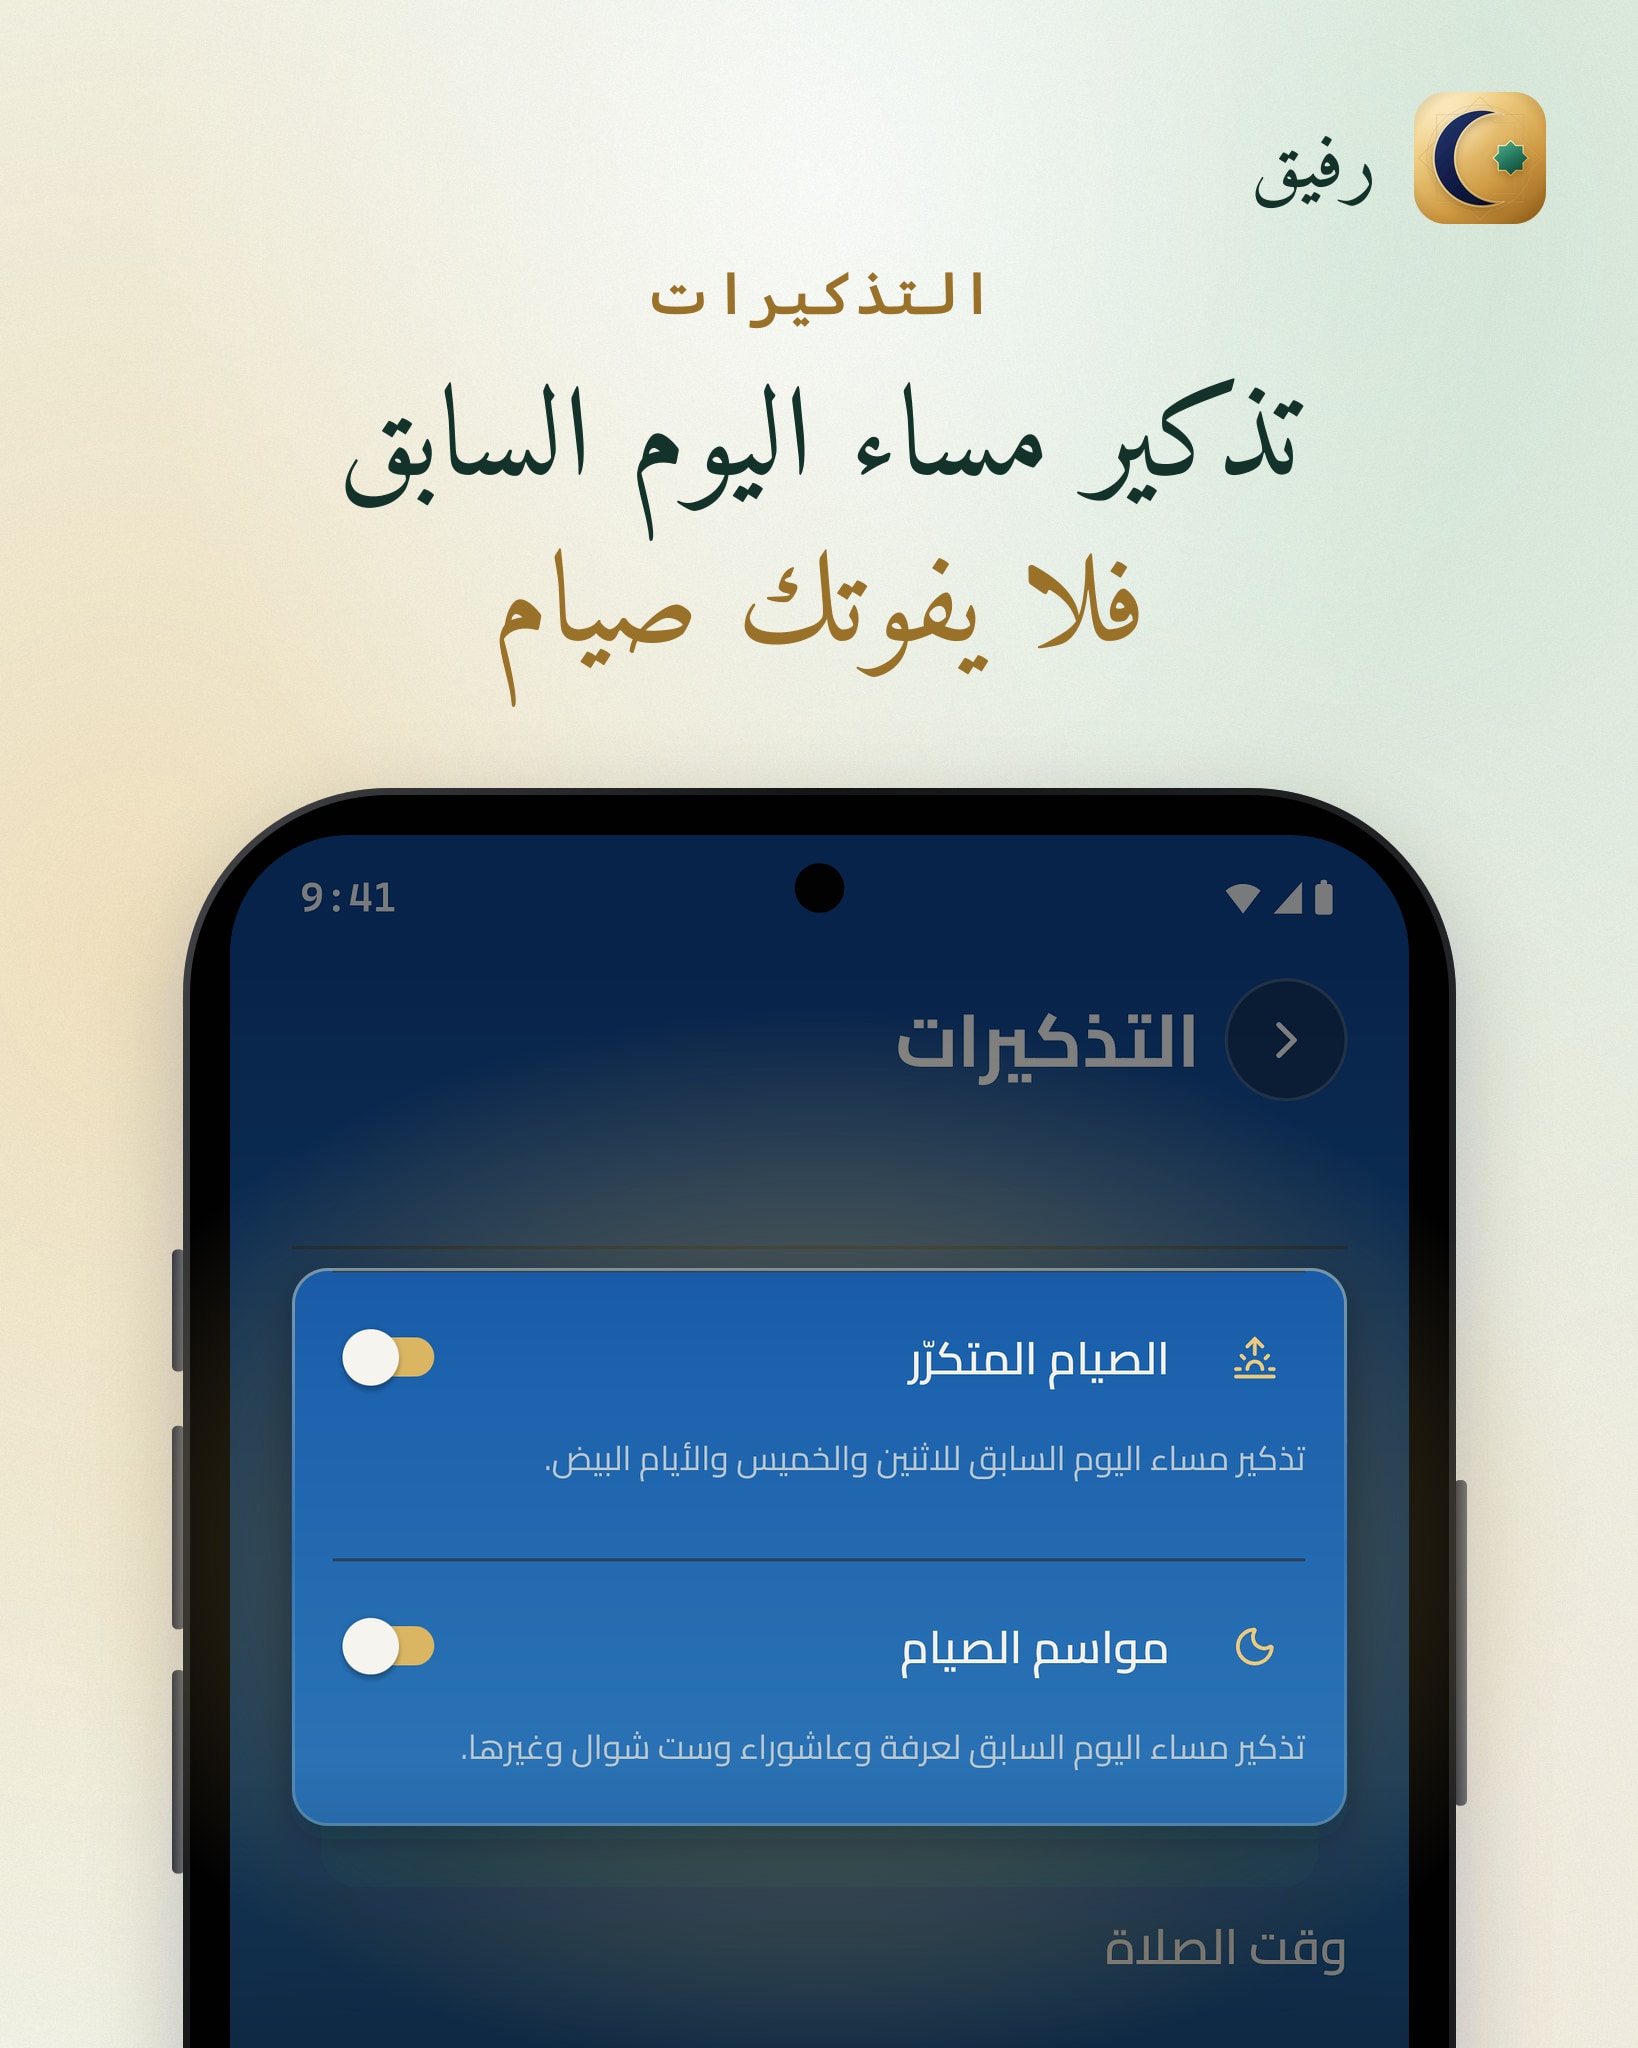 رفيق
التذكيرات
تذكير مساء اليوم السابق
فلا يفوتك صيام
9:41
التذكيرات
الصيام المتكرّر
تذكير مساء اليوم السابق للاثنين والخميس والأيام البيض.
مواسم الصيام
تذكير مساء اليوم السابق لعرفة وعاشوراء وست شوال وغيرها.
وقت الصلاة